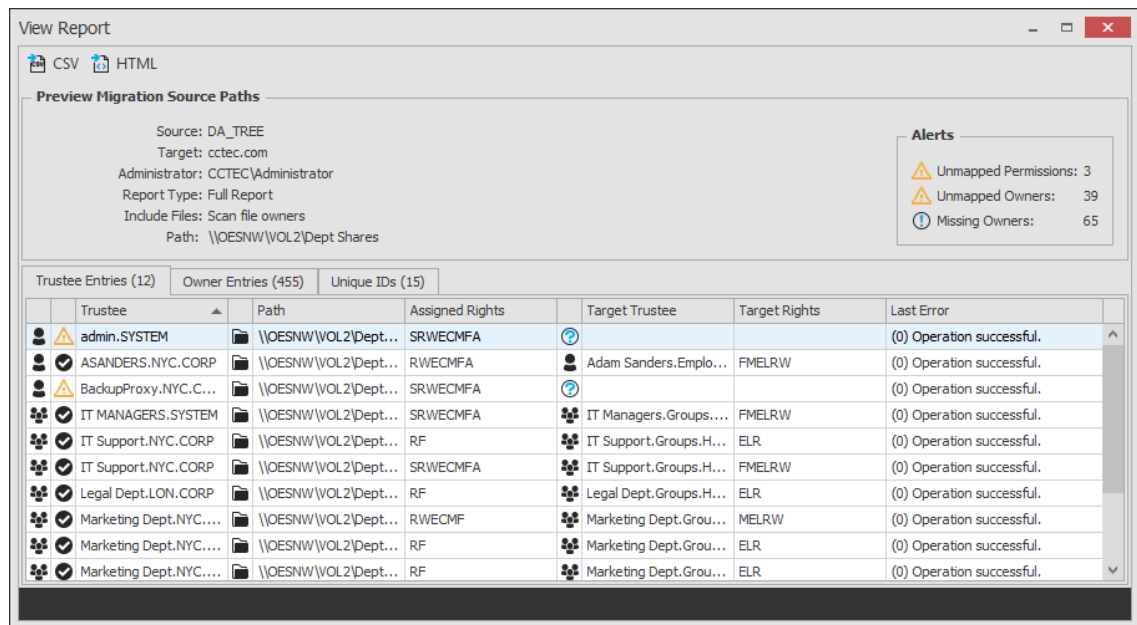 View Report
CSV HTML
Preview Migration Source Paths
Source: DA_TREE
Target: cctec.com
Administrator: CCTEC\Administrator
Report Type: Full Report
Include Files: Scan file owners
Path: \\OESNW\VOL2\Dept Shares
Alerts
Unmapped Permissions: 3
Unmapped Owners: 39
Missing Owners: 65
Trustee Entries (12) Owner Entries (455) Unique IDs (15)
Trustee Path Assigned Rights Target Trustee Target Rights Last Error
admin.SYSTEM \\OESNW\VOL2\Dept... SRWECMFA (0) Operation successful.
ASANDERS.NYC.CORP \\OESNW\VOL2\Dept... RWECMFA Adam Sanders.Emplo... FMELRW (0) Operation successful.
BackupProxy.NYC.C... \\OESNW\VOL2\Dept... SRWECMFA (0) Operation successful.
IT MANAGERS.SYSTEM \\OESNW\VOL2\Dept... SRWECMFA IT Managers.Groups.... FMELRW (0) Operation successful.
IT Support.NYC.CORP \\OESNW\VOL2\Dept... RF IT Support.Groups.H... ELR (0) Operation successful.
IT Support.NYC.CORP \\OESNW\VOL2\Dept... SRWECMFA IT Support.Groups.H... FMELRW (0) Operation successful.
Legal Dept.LON.CORP \\OESNW\VOL2\Dept... RF Legal Dept.Groups.H... ELR (0) Operation successful.
Marketing Dept.NYC.... \\OESNW\VOL2\Dept... RWECMF Marketing Dept.Grou... MELRW (0) Operation successful.
Marketing Dept.NYC.... \\OESNW\VOL2\Dept... RF Marketing Dept.Grou... ELR (0) Operation successful.
Marketing Dept.NYC.... \\OESNW\VOL2\Dept... RF Marketing Dept.Grou... ELR (0) Operation successful.